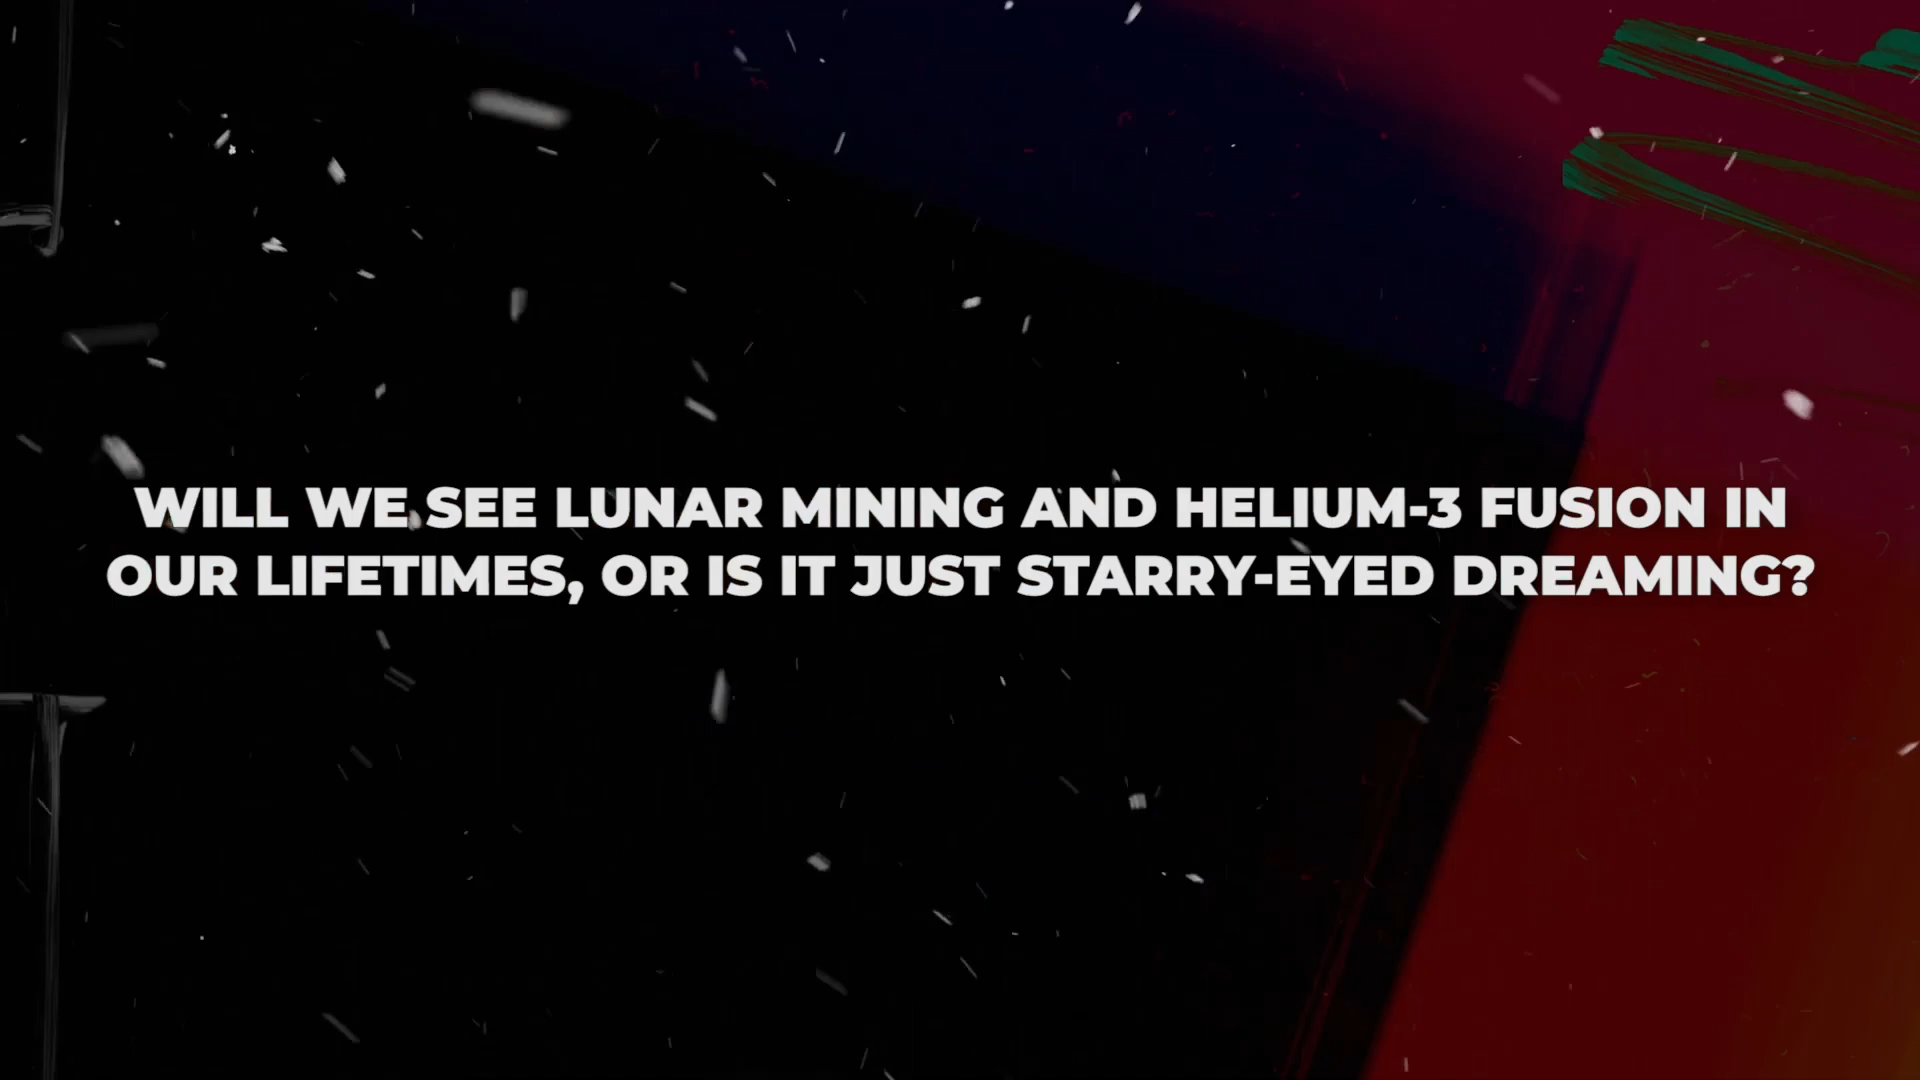 WILL WE SEE LUNAR MINING AND HELIUM-3 FUSION IN
OUR LIFETIMES, OR IS IT JUST STARRY-EYED DREAMING?